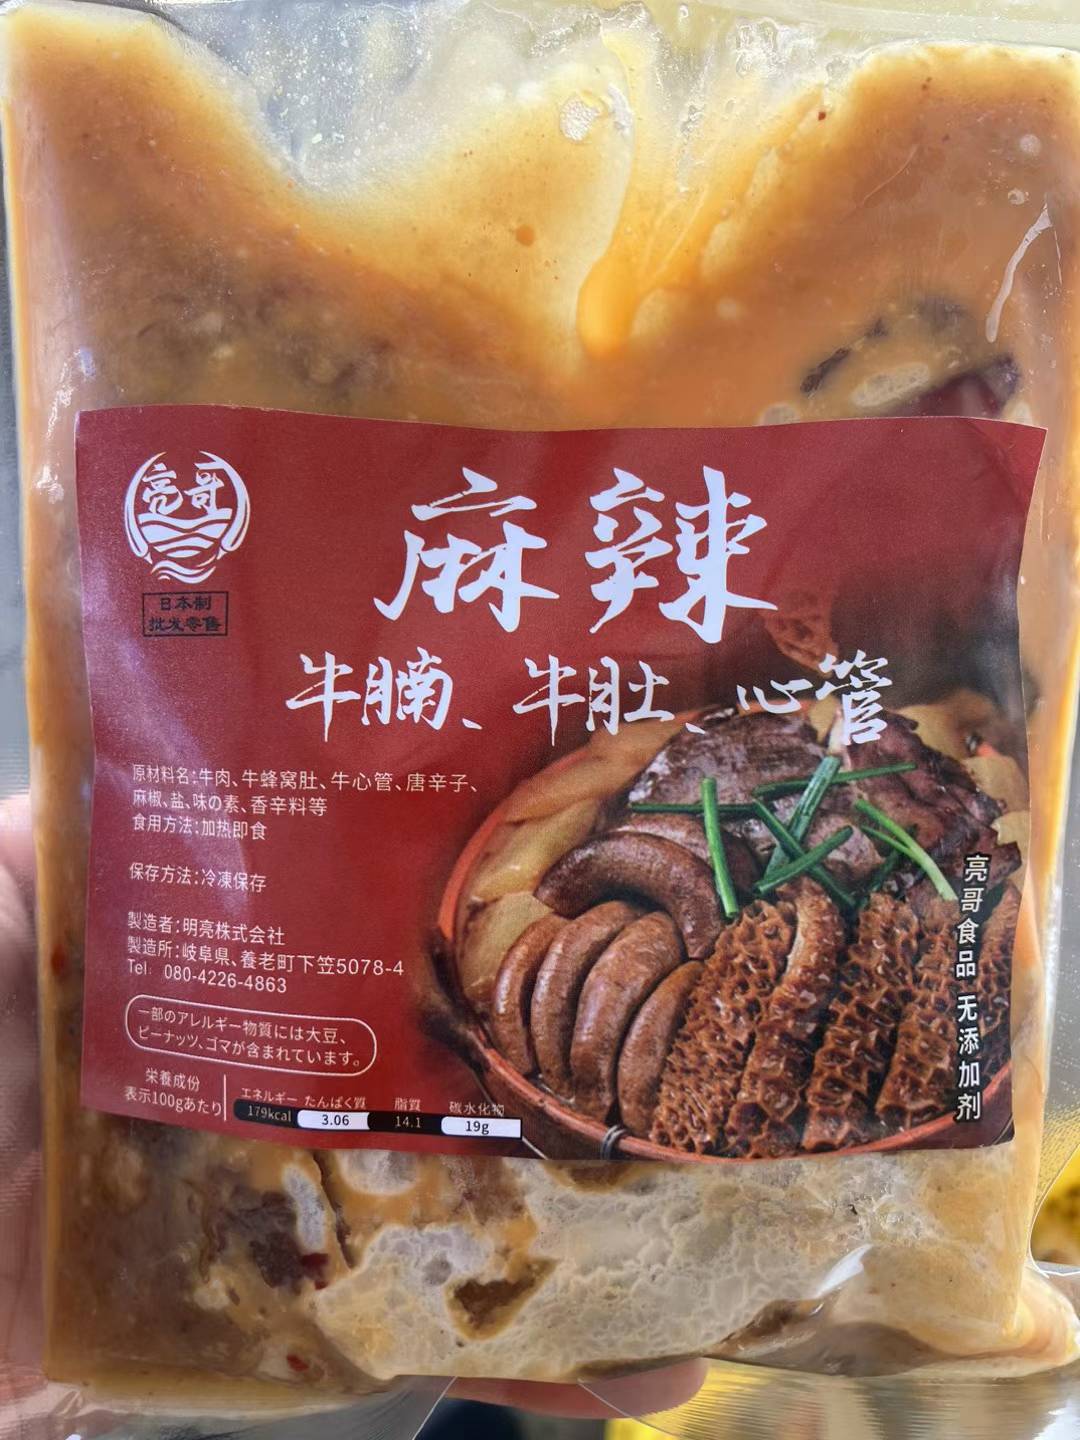 亮哥
日本制
批发零售
麻辣
牛腩、牛肚、心管
原材料名:牛肉、牛蜂窝肚、牛心管、唐辛子、
麻椒、盐、味の素、香辛料等
食用方法:加热即食
保存方法:冷凍保存
製造者:明亮株式会社
製造所:岐阜県、養老町下笠5078-4
Tel: 080-4226-4863
一部のアレルギー物質には大豆、
ピーナッツ、ゴマが含まれています。
栄養成份
表示100gあたり
エネルギー たんぱく質 脂質 碳水化物
179kcal 3.06 14.1 19g
亮哥食品 无添加剂